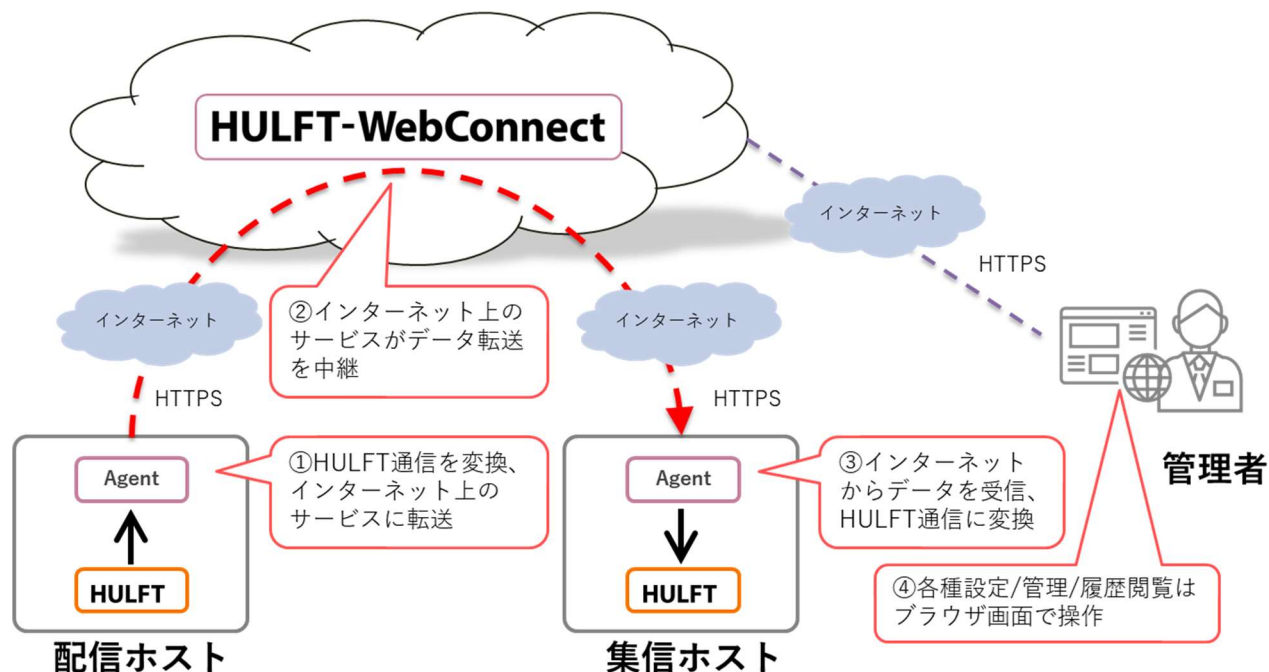 HULFT-WebConnect
インターネット
HTTPS
インターネット
HTTPS
インターネット
HTTPS
②インターネット上の
サービスがデータ転送
を中継
Agent
HULFT
配信ホスト
①HULFT通信を変換、
インターネット上の
サービスに転送
Agent
HULFT
集信ホスト
③インターネット
からデータを受信、
HULFT通信に変換
管理者
④各種設定/管理/履歴閲覧は
ブラウザ画面で操作